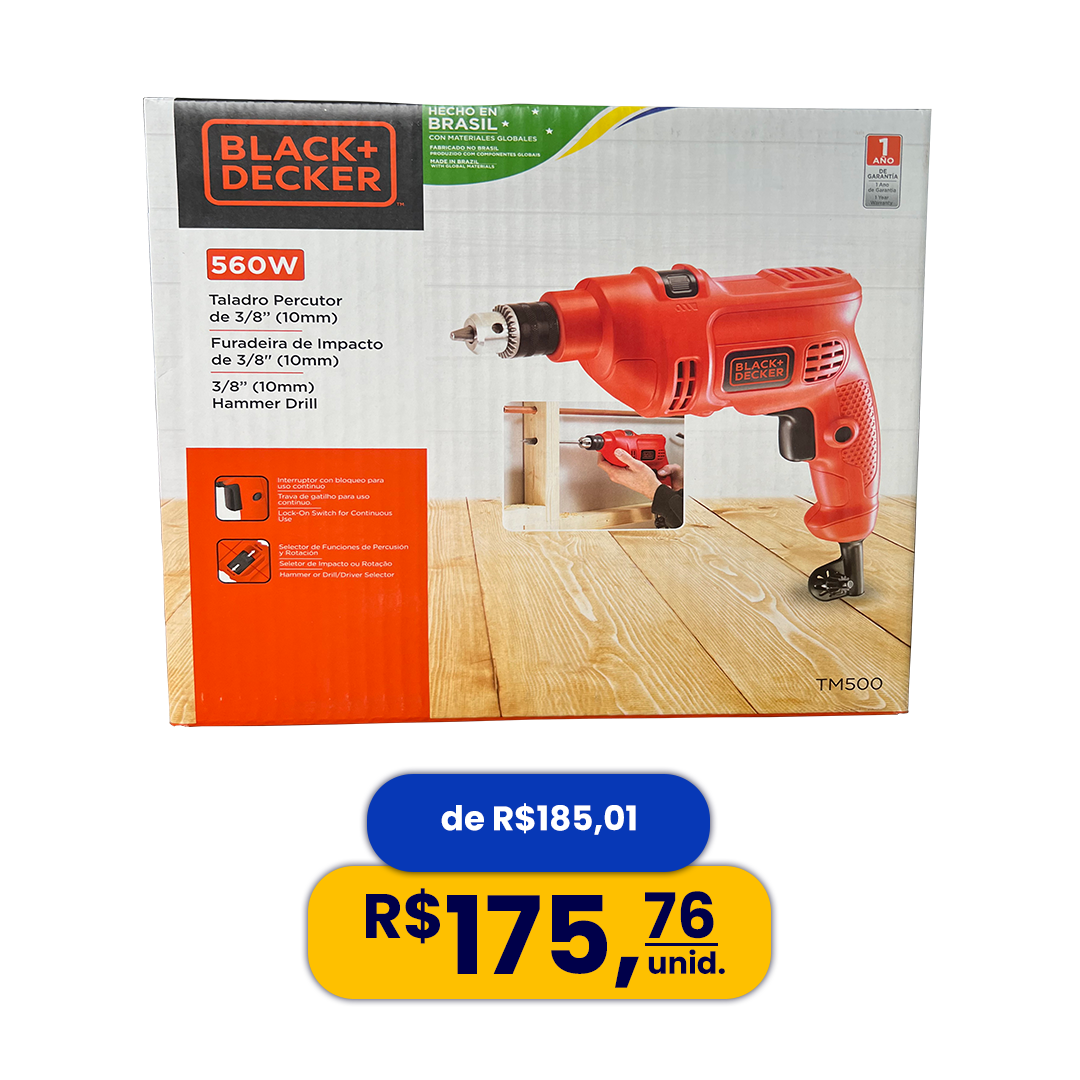 BLACK+
DECKER
™
HECHO EN
BRASIL
CON MATERIALES GLOBALES
FABRICADO NO BRASIL
PRODUZIDO COM COMPONENTES GLOBAIS
MADE IN BRAZIL
WITH GLOBAL MATERIALS
1
AÑO
DE
GARANTÍA
1 Ano
de Garantia
1 Year
Warranty
560W
Taladro Percutor
de 3/8” (10mm)
Furadeira de Impacto
de 3/8" (10mm)
3/8” (10mm)
Hammer Drill
BLACK+
DECKER
Interruptor con bloqueo para
uso continuo
Trava de gatilho para uso
contínuo.
Lock-On Switch for Continuous
Use
Selector de Funciones de Percusión
y Rotación
Seletor de Impacto ou Rotação
Hammer or Drill/Driver Selector
TM500
de R$185,01
R$175,76
unid.